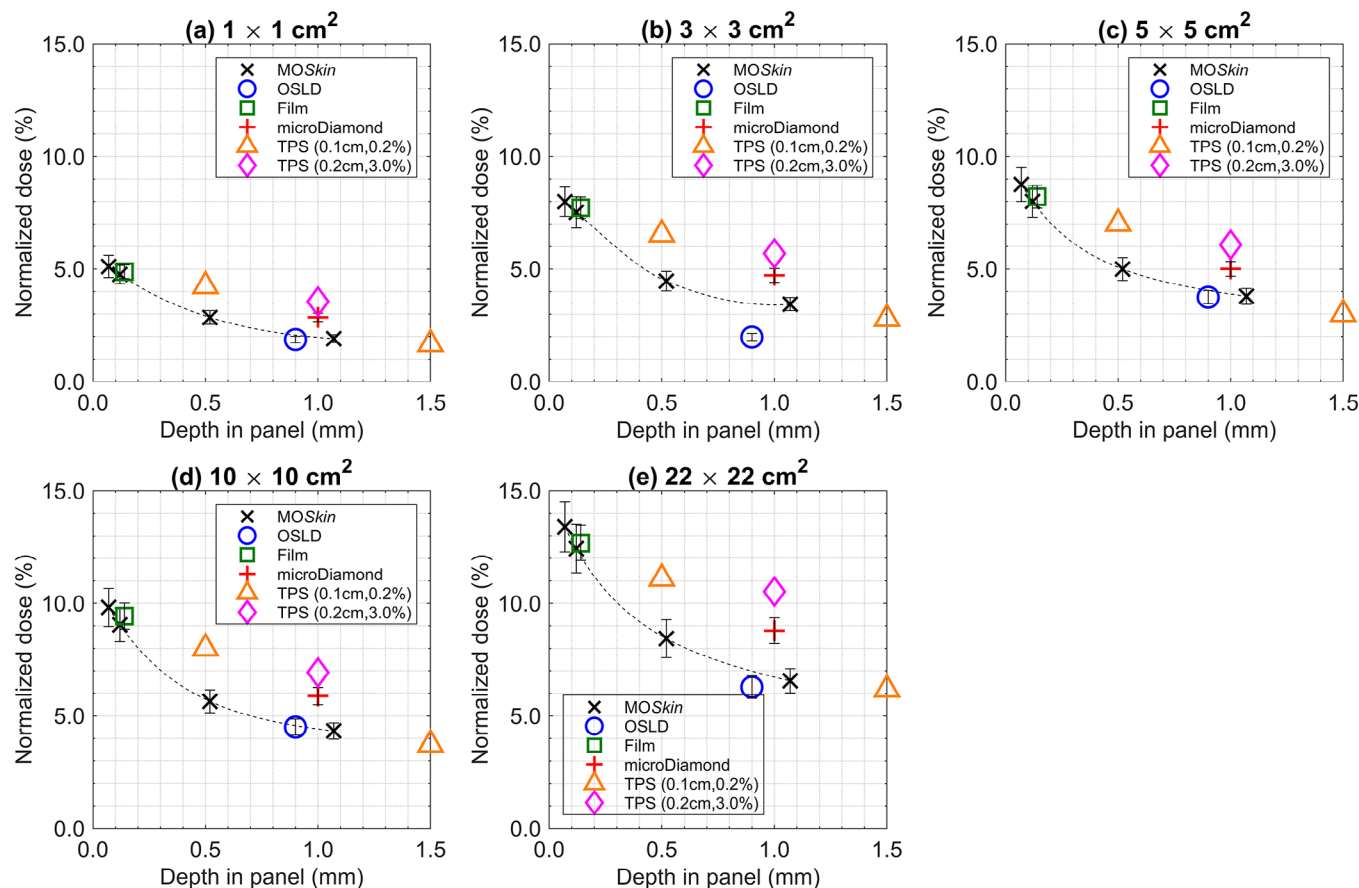 (a) 1 × 1 cm²
15.0
10.0
5.0
0.0
Normalized dose (%)
MOSkin
OSLD
Film
microDiamond
TPS (0.1cm,0.2%)
TPS (0.2cm,3.0%)
0.0 0.5 1.0 1.5
Depth in panel (mm)
(b) 3 × 3 cm²
15.0
10.0
5.0
0.0
Normalized dose (%)
MOSkin
OSLD
Film
microDiamond
TPS (0.1cm,0.2%)
TPS (0.2cm,3.0%)
0.0 0.5 1.0 1.5
Depth in panel (mm)
(c) 5 × 5 cm²
15.0
10.0
5.0
0.0
Normalized dose (%)
MOSkin
OSLD
Film
microDiamond
TPS (0.1cm,0.2%)
TPS (0.2cm,3.0%)
0.0 0.5 1.0 1.5
Depth in panel (mm)
(d) 10 × 10 cm²
15.0
10.0
5.0
0.0
Normalized dose (%)
MOSkin
OSLD
Film
microDiamond
TPS (0.1cm,0.2%)
TPS (0.2cm,3.0%)
0.0 0.5 1.0 1.5
Depth in panel (mm)
(e) 22 × 22 cm²
15.0
10.0
5.0
0.0
Normalized dose (%)
MOSkin
OSLD
Film
microDiamond
TPS (0.1cm,0.2%)
TPS (0.2cm,3.0%)
0.0 0.5 1.0 1.5
Depth in panel (mm)